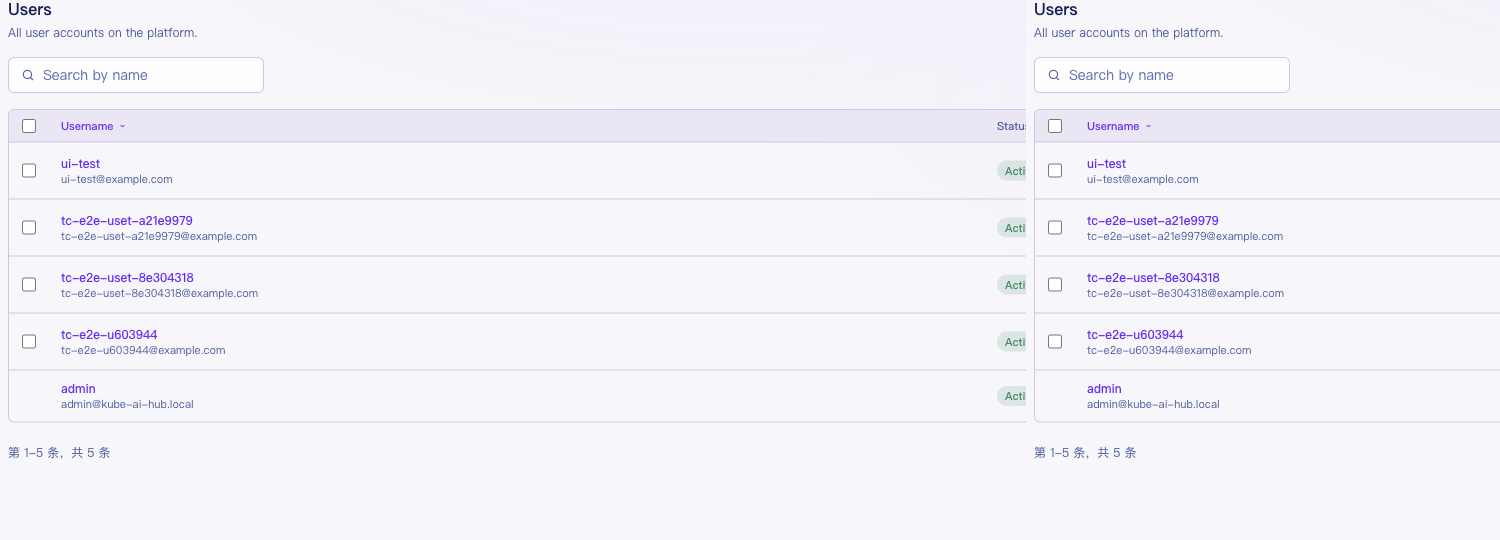 Users
All user accounts on the platform.
Search by name
Username
Status
ui-test
ui-test@example.com
Acti
tc-e2e-uset-a21e9979
tc-e2e-uset-a21e9979@example.com
Acti
tc-e2e-uset-8e304318
tc-e2e-uset-8e304318@example.com
Acti
tc-e2e-u603944
tc-e2e-u603944@example.com
Acti
admin
admin@kube-ai-hub.local
Acti
第 1-5 条，共 5 条
Users
All user accounts on the platform.
Search by name
Username
ui-test
ui-test@example.com
tc-e2e-uset-a21e9979
tc-e2e-uset-a21e9979@example.com
tc-e2e-uset-8e304318
tc-e2e-uset-8e304318@example.com
tc-e2e-u603944
tc-e2e-u603944@example.com
admin
admin@kube-ai-hub.local
第 1-5 条，共 5 条